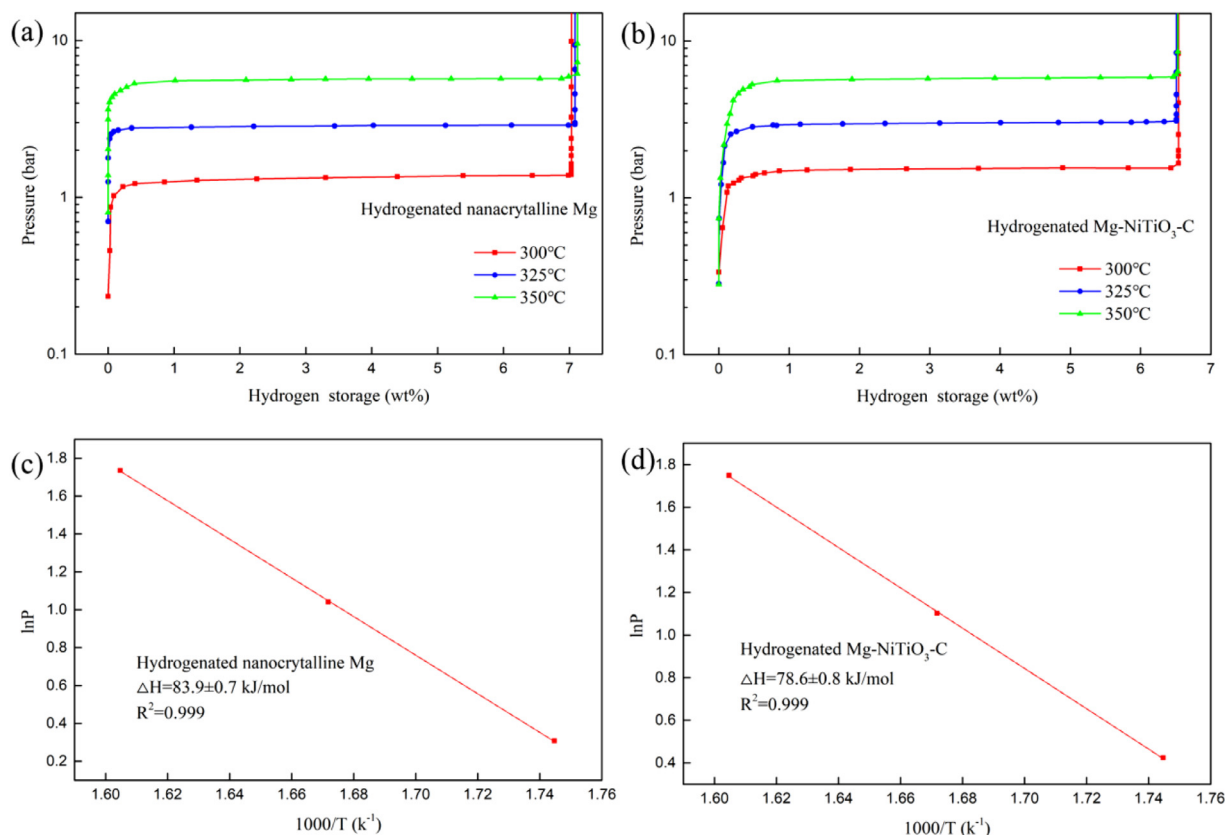 (a)
10
1
0.1
Pressure (bar)
Hydrogenated nanacrytalline Mg
300℃
325℃
350℃
0 1 2 3 4 5 6 7
Hydrogen storage (wt%)
(b)
10
1
0.1
Pressure (bar)
Hydrogenated Mg-NiTiO3-C
300℃
325℃
350℃
0 1 2 3 4 5 6 7
Hydrogen storage (wt%)
(c)
1.8
1.6
1.4
1.2
1.0
0.8
0.6
0.4
0.2
lnP
Hydrogenated nanocrytalline Mg
△H=83.9±0.7 kJ/mol
R²=0.999
1.60 1.62 1.64 1.66 1.68 1.70 1.72 1.74 1.76
1000/T (k⁻¹)
(d)
1.8
1.6
1.4
1.2
1.0
0.8
0.6
0.4
lnP
Hydrogenated Mg-NiTiO3-C
△H=78.6±0.8 kJ/mol
R²=0.999
1.60 1.62 1.64 1.66 1.68 1.70 1.72 1.74 1.76
1000/T (k⁻¹)